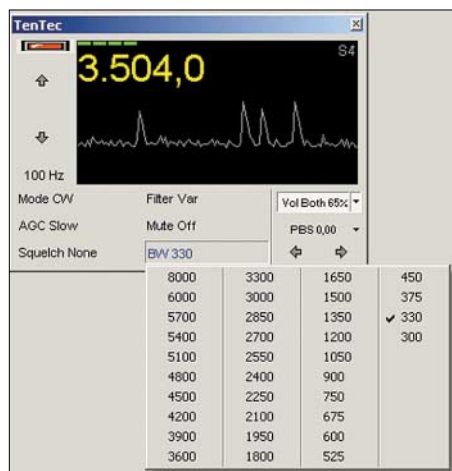 TenTec
S4
3.504,0
100 Hz
Mode CW Filter Var Vol Both 65%
AGC Slow Mute Off PBS 0,00
Squelch None BW 330
8000 3300 1650 450
6000 3000 1500 375
5700 2850 1350 330
5400 2700 1200 300
5100 2550 1050
4800 2400 900
4500 2250 750
4200 2100 675
3900 1950 600
3600 1800 525